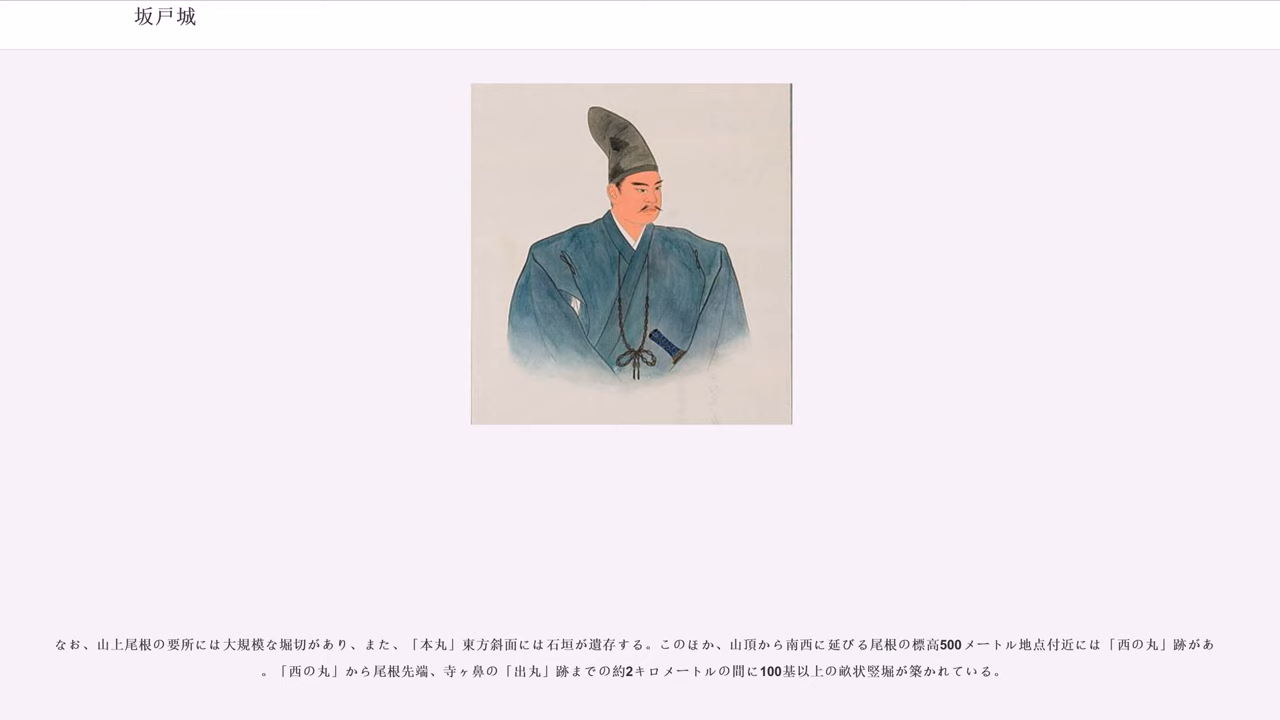 坂戸城
なお、山上尾根の要所には大規模な堀切があり、また、「本丸」東方斜面には石垣が遺存する。このほか、山頂から南西に延びる尾根の標高500メートル地点付近には「西の丸」跡があ
。「西の丸」から尾根先端、寺ヶ鼻の「出丸」跡までの約2キロメートルの間に100基以上の畝状竪堀が築かれている。